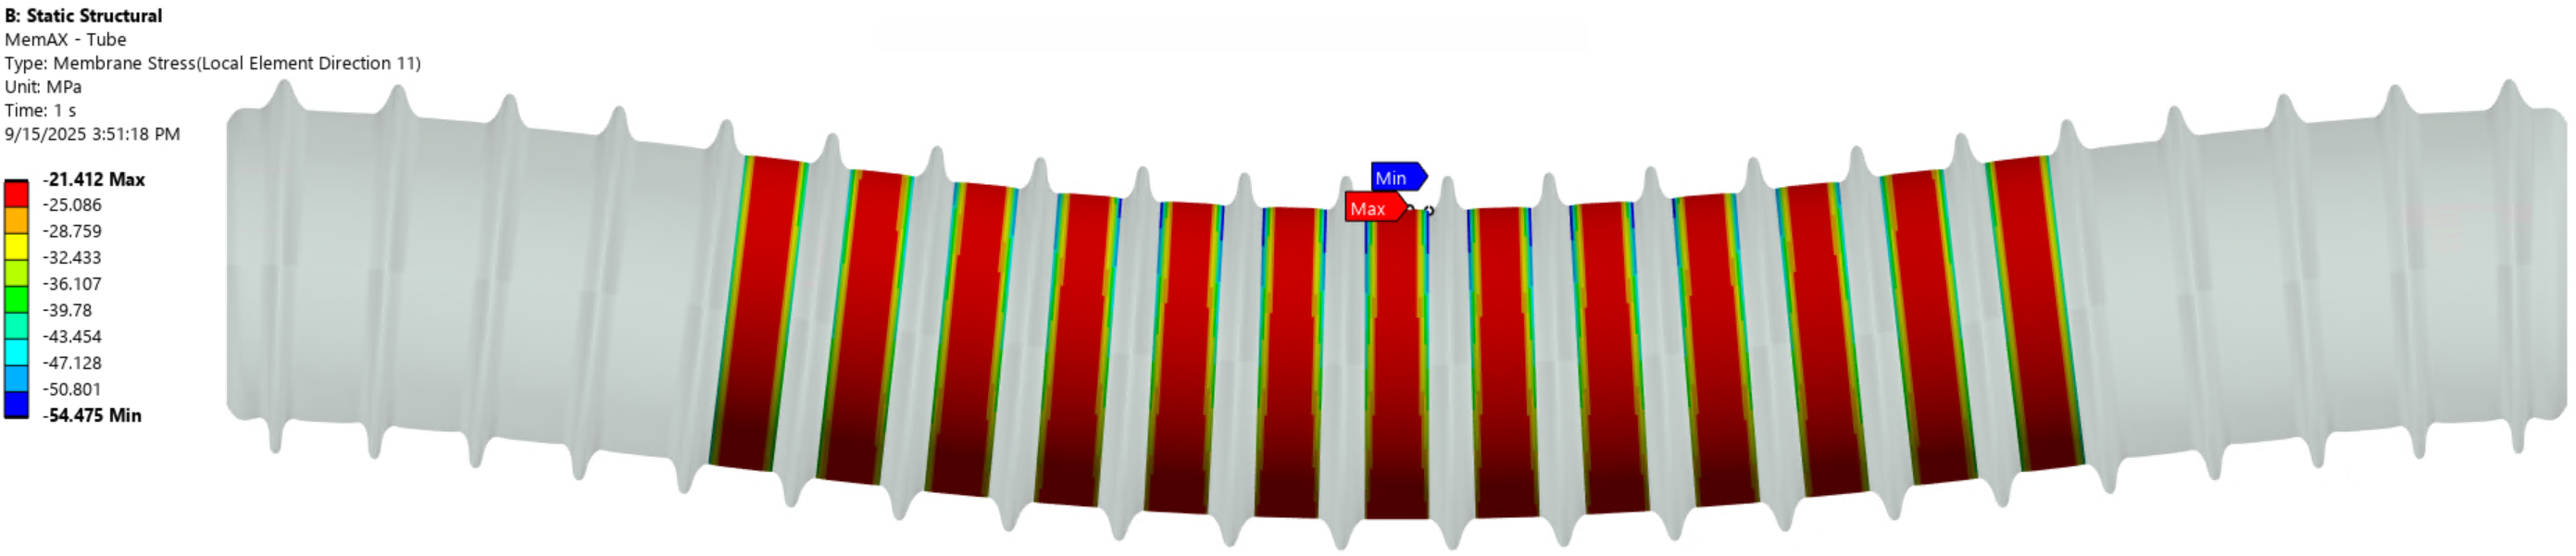 B: Static Structural
MemAX - Tube
Type: Membrane Stress(Local Element Direction 11)
Unit: MPa
Time: 1 s
9/15/2025 3:51:18 PM
-21.412 Max
-25.086
-28.759
-32.433
-36.107
-39.78
-43.454
-47.128
-50.801
-54.475 Min
Min
Max